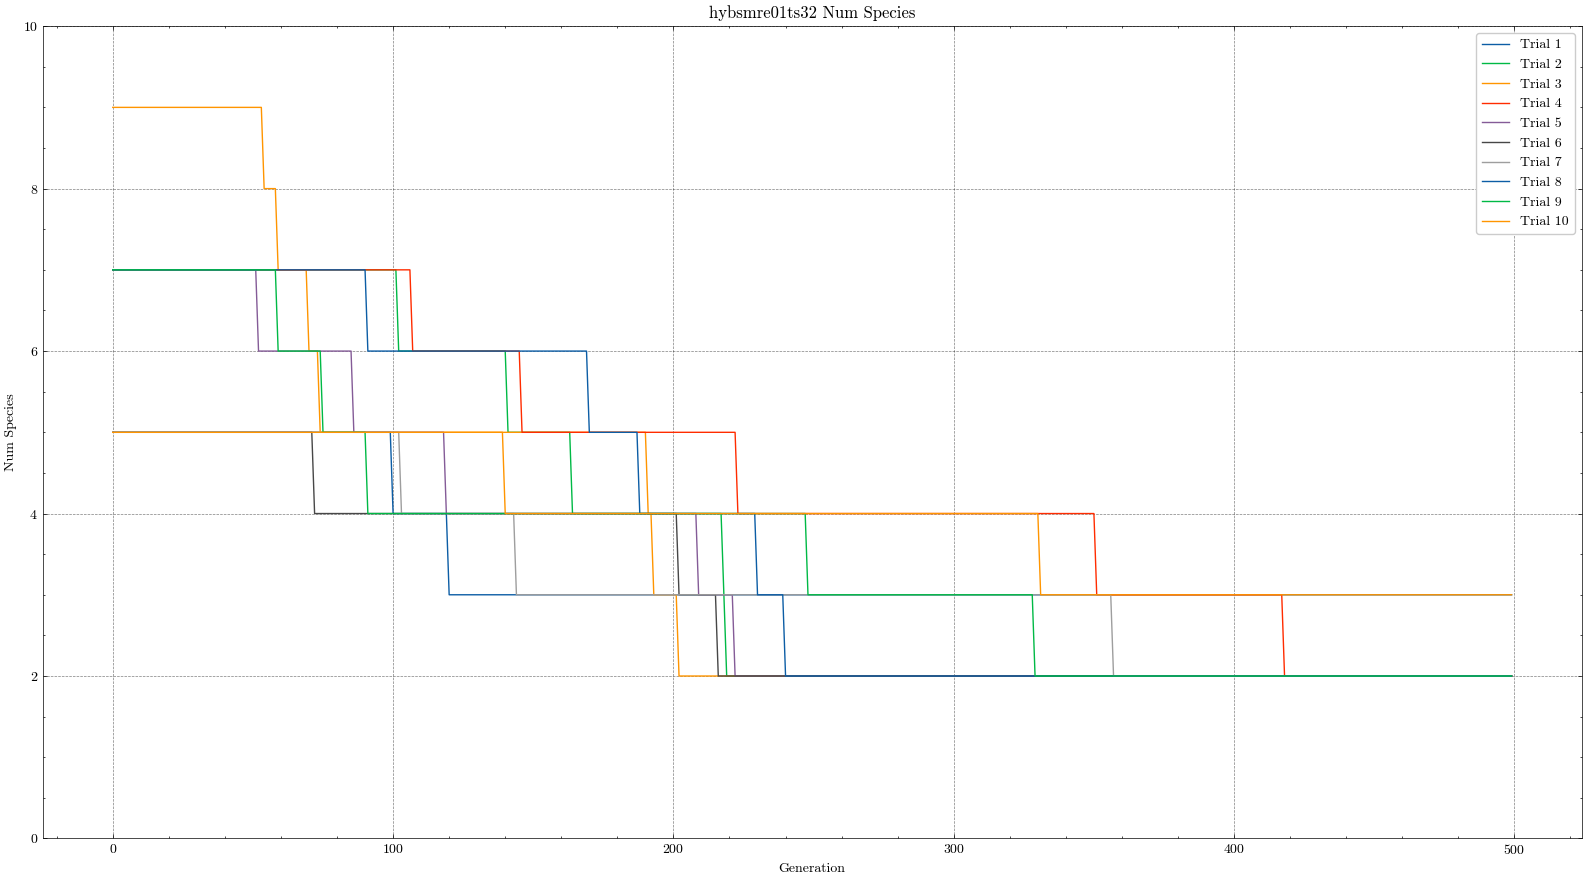 hybsmre01ts32 Num Species
10
8
6
4
2
0
Num Species
0 100 200 300 400 500
Generation
Trial 1
Trial 2
Trial 3
Trial 4
Trial 5
Trial 6
Trial 7
Trial 8
Trial 9
Trial 10